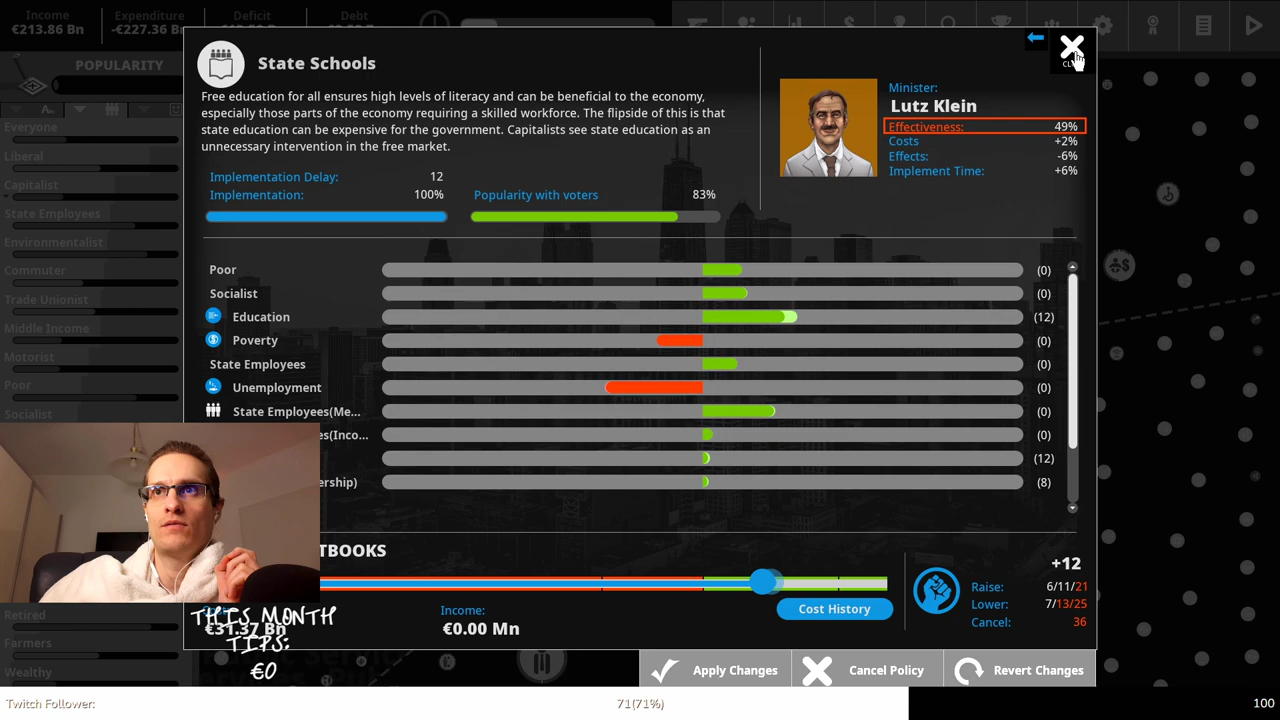 Income
Expenditure
Deficit
Debt
€213.86 Bn
-€227.36 Bn
POPULARITY
Everyone
Liberal
Capitalist
State Employees
Environmentalist
Commuter
Trade Unionist
Middle Income
Motorist
Poor
Socialist
Retired
Farmers
Wealthy
State Schools
Free education for all ensures high levels of literacy and can be beneficial to the economy,
especially those parts of the economy requiring a skilled workforce. The flipside of this is that
state education can be expensive for the government. Capitalists see state education as an
unnecessary intervention in the free market.
Implementation Delay: 12
Implementation: 100%
Popularity with voters 83%
Minister:
Lutz Klein
Effectiveness: 49%
Costs +2%
Effects: -6%
Implement Time: +6%
Poor (0)
Socialist (0)
Education (12)
Poverty (0)
State Employees (0)
Unemployment (0)
State Employees(Me... (0)
es(Inco... (0)
(12)
ership) (8)
TBOOKS
€31.37 Bn
Income:
€0.00 Mn
Cost History
+12
Raise: 6/11/21
Lower: 7/13/25
Cancel: 36
Apply Changes
Cancel Policy
Revert Changes
THIS MONTH
TIPS:
€0
Twitch Follower: 71(71%) 100